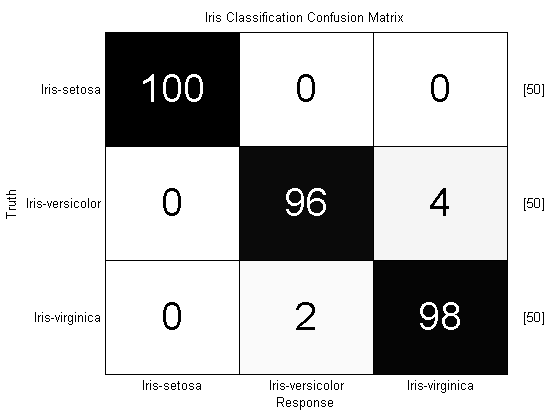 Iris Classification Confusion Matrix
Iris-setosa 100 0 0 [50]
Truth
Iris-versicolor 0 96 4 [50]
Iris-virginica 0 2 98 [50]
Iris-setosa Iris-versicolor Iris-virginica
Response